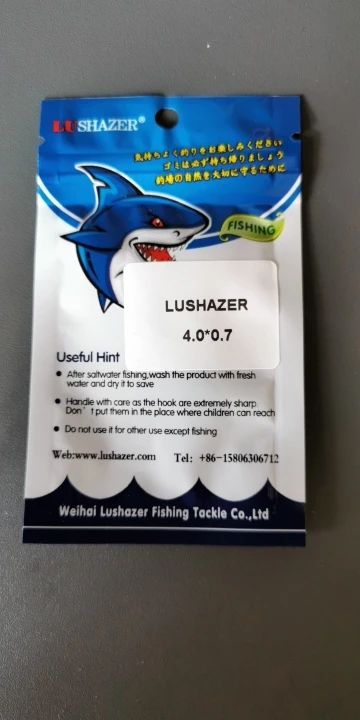 LUSHAZER®
気持ちよく釣りをお楽しみください
ゴミは必ず持ち帰りましょう
釣場の自然を大切に守るために
FISHING
LUSHAZER
4.0*0.7
Useful Hint
● After saltwater fishing,wash the product with fresh
water and dry it to save
● Handle with care as the hook are extremely sharp.
Don't put them in the place where children can reach
● Do not use it for other use except fishing
Web:www.lushazer.com Tel: +86-15806306712
Weihai Lushazer Fishing Tackle Co.,Ltd